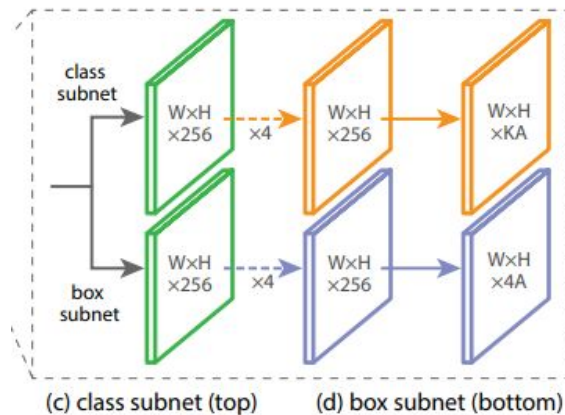 class
subnet
W×H
×256
×4
W×H
×256
W×H
×KA
W×H
×256
×4
W×H
×256
W×H
×4A
box
subnet
(c) class subnet (top) (d) box subnet (bottom)